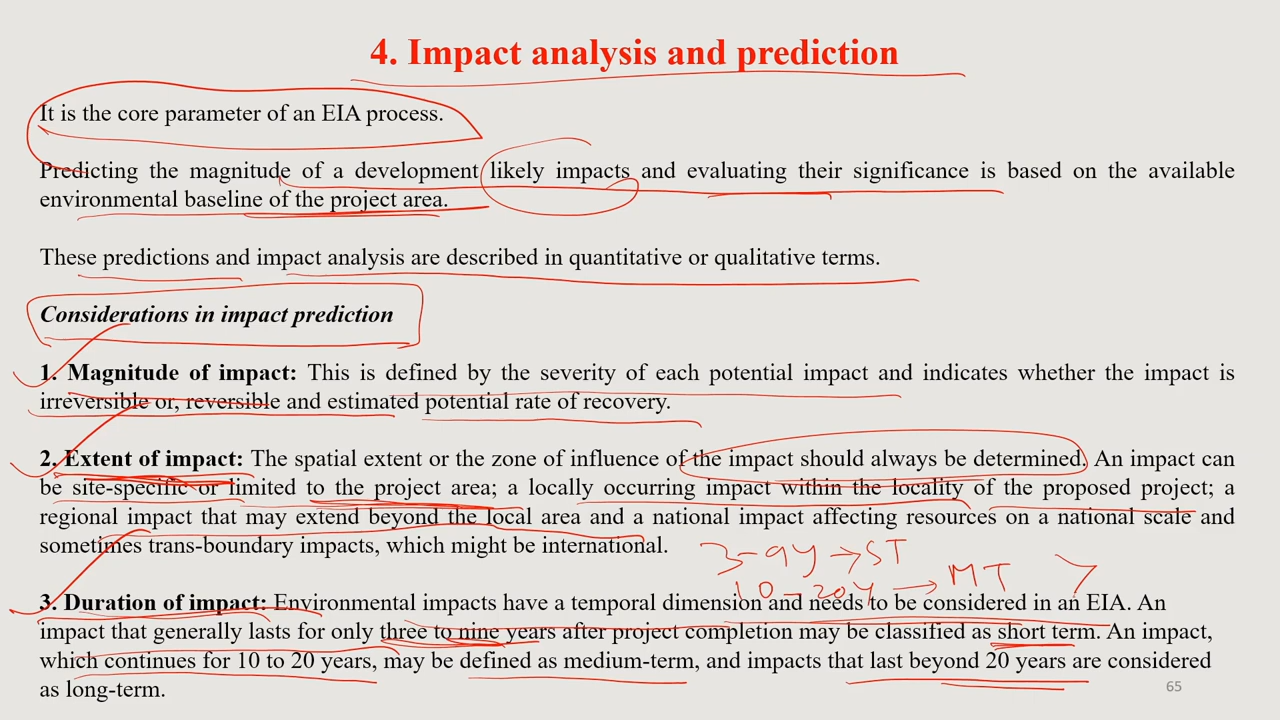 4. Impact analysis and prediction
It is the core parameter of an EIA process.
Predicting the magnitude of a development likely impacts and evaluating their significance is based on the available
environmental baseline of the project area.
These predictions and impact analysis are described in quantitative or qualitative terms.
Considerations in impact prediction
1. Magnitude of impact: This is defined by the severity of each potential impact and indicates whether the impact is
irreversible or, reversible and estimated potential rate of recovery.
2. Extent of impact: The spatial extent or the zone of influence of the impact should always be determined. An impact can
be site-specific or limited to the project area; a locally occurring impact within the locality of the proposed project; a
regional impact that may extend beyond the local area and a national impact affecting resources on a national scale and
sometimes trans-boundary impacts, which might be international.
3-9Y → ST
10-20Y → MT >
3. Duration of impact: Environmental impacts have a temporal dimension and needs to be considered in an EIA. An
impact that generally lasts for only three to nine years after project completion may be classified as short term. An impact,
which continues for 10 to 20 years, may be defined as medium-term, and impacts that last beyond 20 years are considered
as long-term.
65